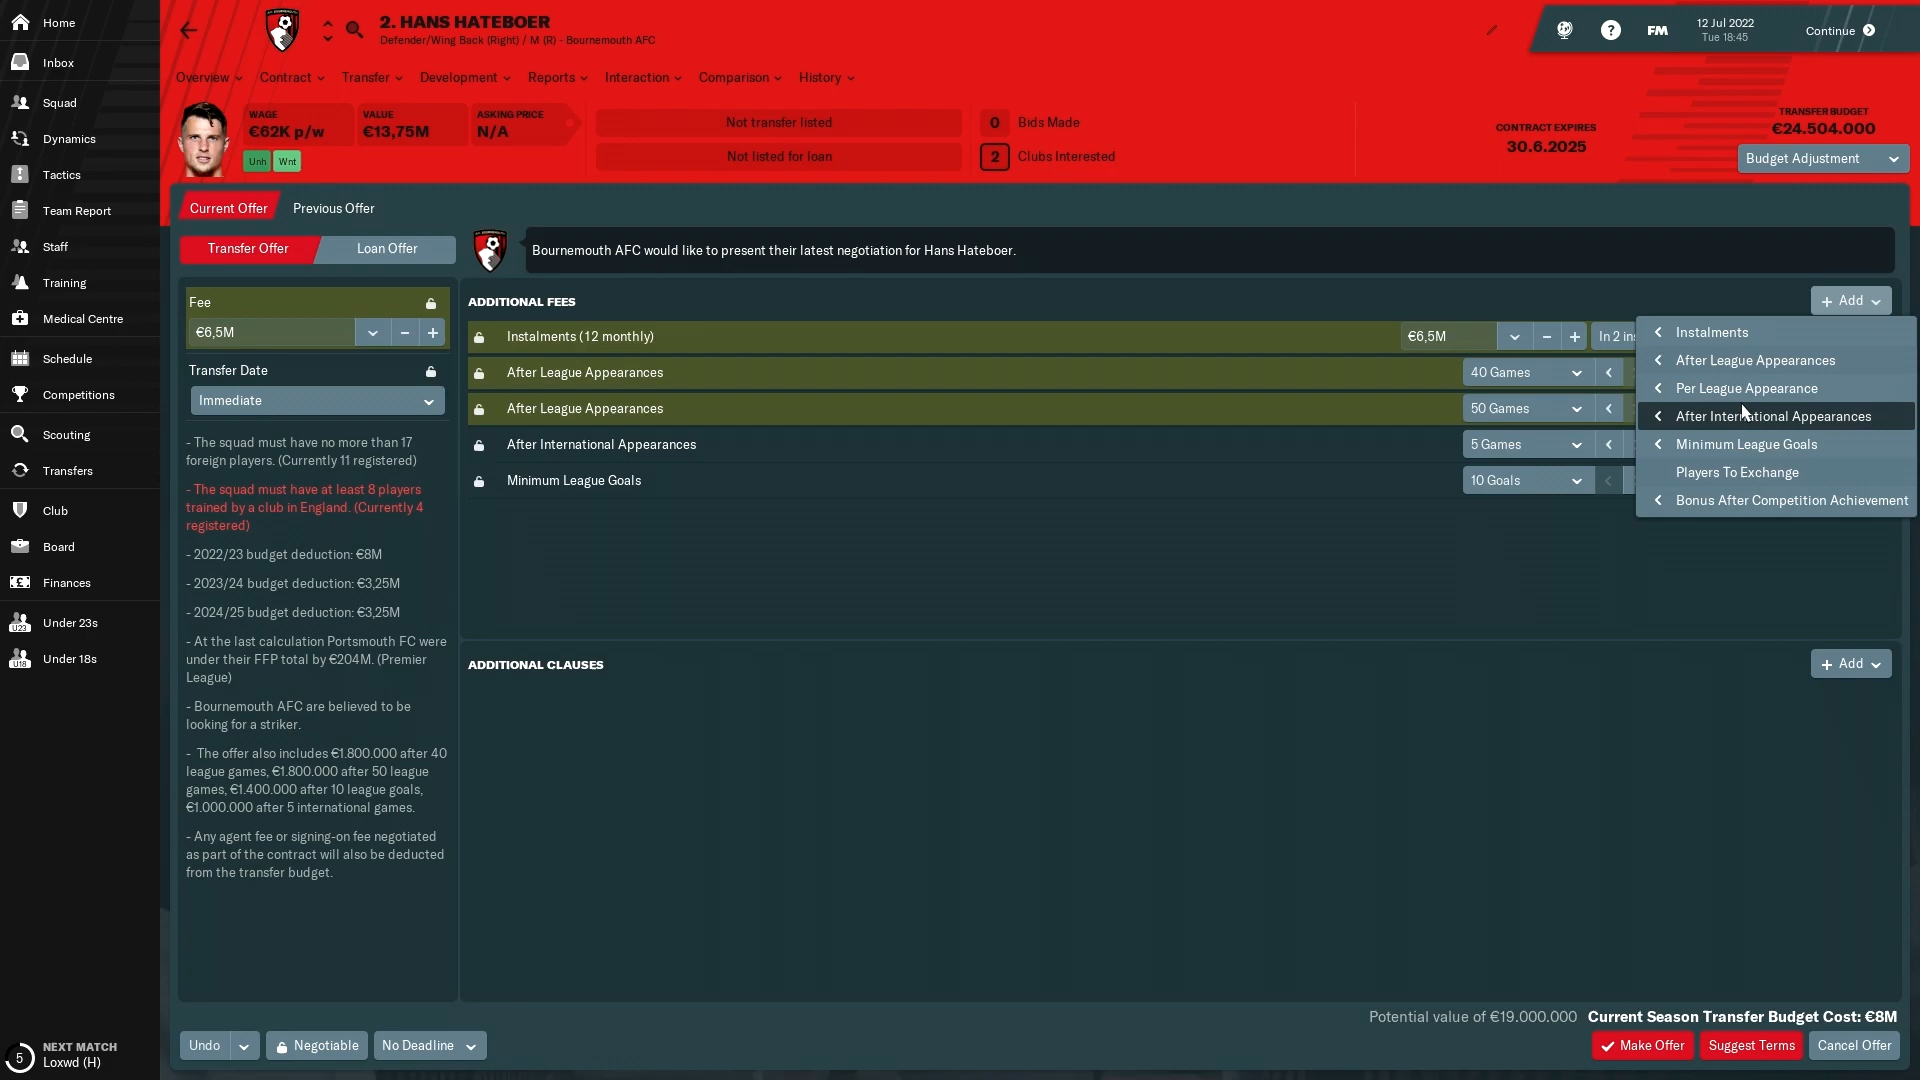 Home
Inbox
Squad
Dynamics
Tactics
Team Report
Staff
Training
Medical Centre
Schedule
Competitions
Scouting
Transfers
Club
Board
Finances
U23
Under 23s
U18
Under 18s
5
NEXT MATCH
Loxwd (H)
2. HANS HATEBOER
Defender/Wing Back (Right) / M (R) - Bournemouth AFC
?
FM
12 Jul 2022
Tue 18:45
Continue
Overview
Contract
Transfer
Development
Reports
Interaction
Comparison
History
WAGE
€62K p/w
VALUE
€13,75M
ASKING PRICE
N/A
Unh
Wnt
Not transfer listed
Not listed for loan
0 Bids Made
2 Clubs Interested
CONTRACT EXPIRES
30.6.2025
TRANSFER BUDGET
€24.504.000
Budget Adjustment
Current Offer
Previous Offer
Transfer Offer
Loan Offer
Bournemouth AFC would like to present their latest negotiation for Hans Hateboer.
Fee
€6,5M
Transfer Date
Immediate
- The squad must have no more than 17
foreign players. (Currently 11 registered)
- The squad must have at least 8 players
trained by a club in England. (Currently 4
registered)
- 2022/23 budget deduction: €8M
- 2023/24 budget deduction: €3,25M
- 2024/25 budget deduction: €3,25M
- At the last calculation Portsmouth FC were
under their FFP total by €204M. (Premier
League)
- Bournemouth AFC are believed to be
looking for a striker.
- The offer also includes €1.800.000 after 40
league games, €1.800.000 after 50 league
games, €1.400.000 after 10 league goals,
€1.000.000 after 5 international games.
- Any agent fee or signing-on fee negotiated
as part of the contract will also be deducted
from the transfer budget.
ADDITIONAL FEES
+ Add
Instalments (12 monthly)
€6,5M
In 2 in
After League Appearances
40 Games
After League Appearances
50 Games
After International Appearances
5 Games
Minimum League Goals
10 Goals
Instalments
After League Appearances
Per League Appearance
After International Appearances
Minimum League Goals
Players To Exchange
Bonus After Competition Achievement
ADDITIONAL CLAUSES
+ Add
Potential value of €19.000.000 Current Season Transfer Budget Cost: €8M
Undo
Negotiable
No Deadline
Make Offer
Suggest Terms
Cancel Offer